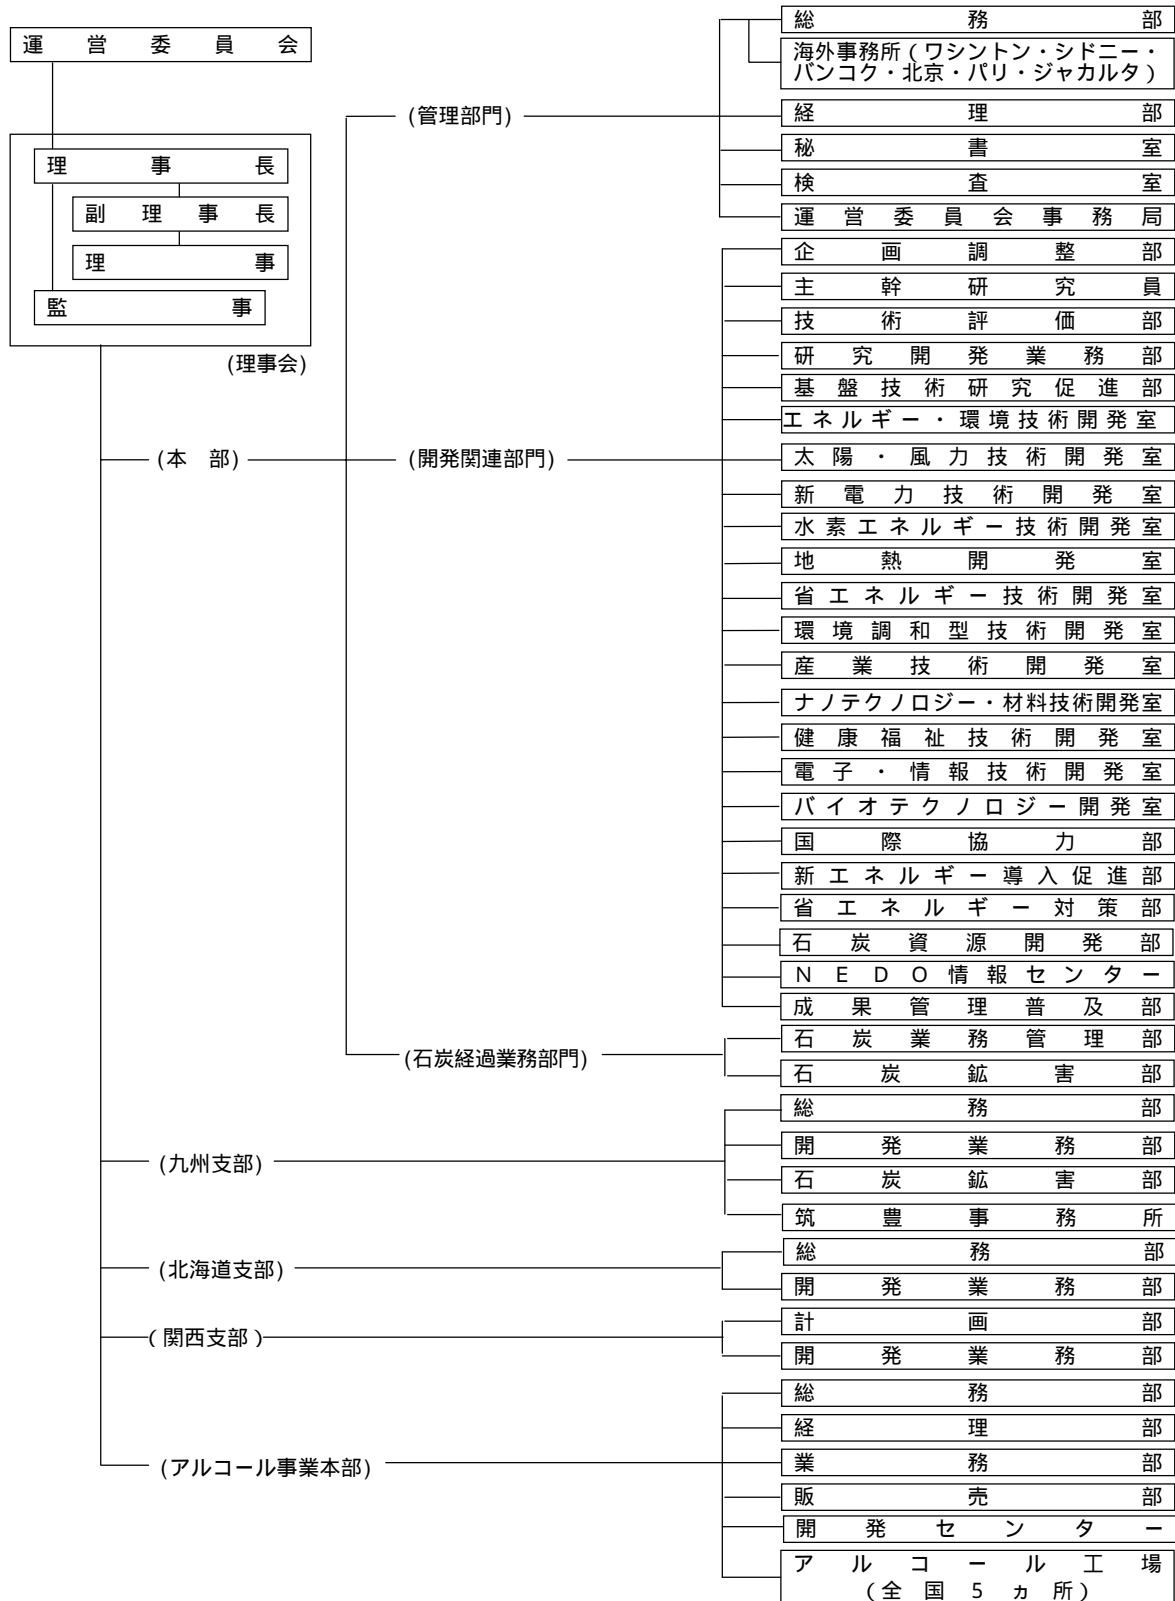 運営委員会
理事長
副理事長
理事
監事
(理事会)
(本　部)
(管理部門)
総務部
海外事務所（ワシントン・シドニー・
バンコク・北京・パリ・ジャカルタ）
経理部
秘書室
検査室
運営委員会事務局
(開発関連部門)
企画調整部
主幹研究員
技術評価部
研究開発業務部
基盤技術研究促進部
エネルギー・環境技術開発室
太陽・風力技術開発室
新電力技術開発室
水素エネルギー技術開発室
地熱開発室
省エネルギー技術開発室
環境調和型技術開発室
産業技術開発室
ナノテクノロジー・材料技術開発室
健康福祉技術開発室
電子・情報技術開発室
バイオテクノロジー開発室
国際協力部
新エネルギー導入促進部
省エネルギー対策部
石炭資源開発部
ＮＥＤＯ情報センター
成果管理普及部
(石炭経過業務部門)
石炭業務管理部
石炭鉱害部
(九州支部)
総務部
開発業務部
石炭鉱害部
筑豊事務所
(北海道支部)
総務部
開発業務部
（関西支部）
計画部
開発業務部
(アルコール事業本部)
総務部
経理部
業務部
販売部
開発センター
アルコール工場
（全国５ヵ所）